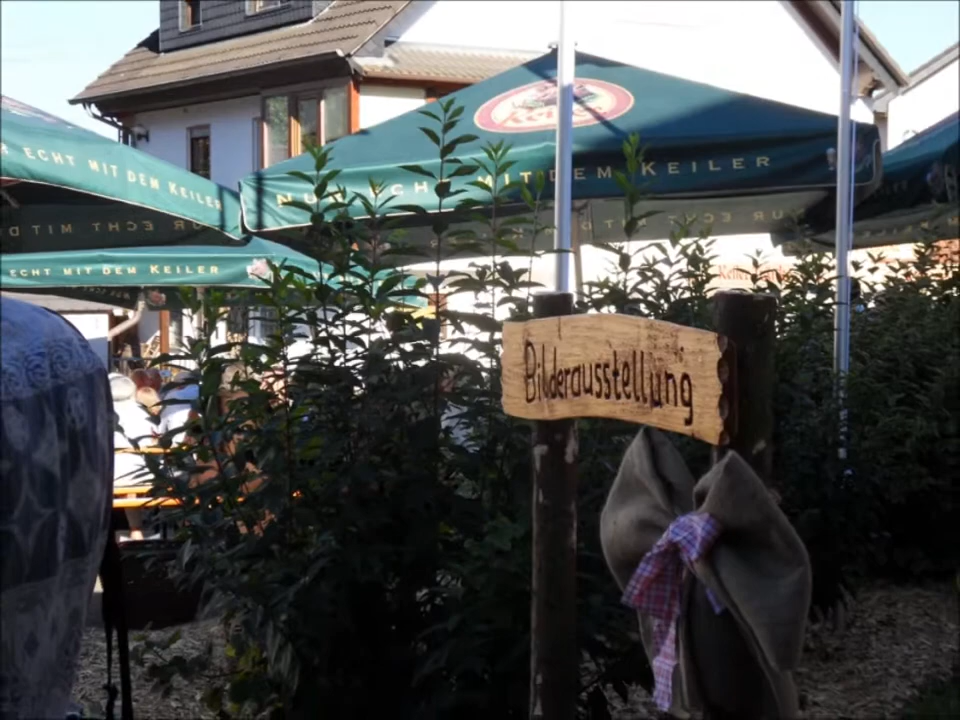 R ECHT MIT DEM KEILER
NUR ECHT MIT DEM KEILER
ECHT MIT DEM KEILER
Bilderausstellung